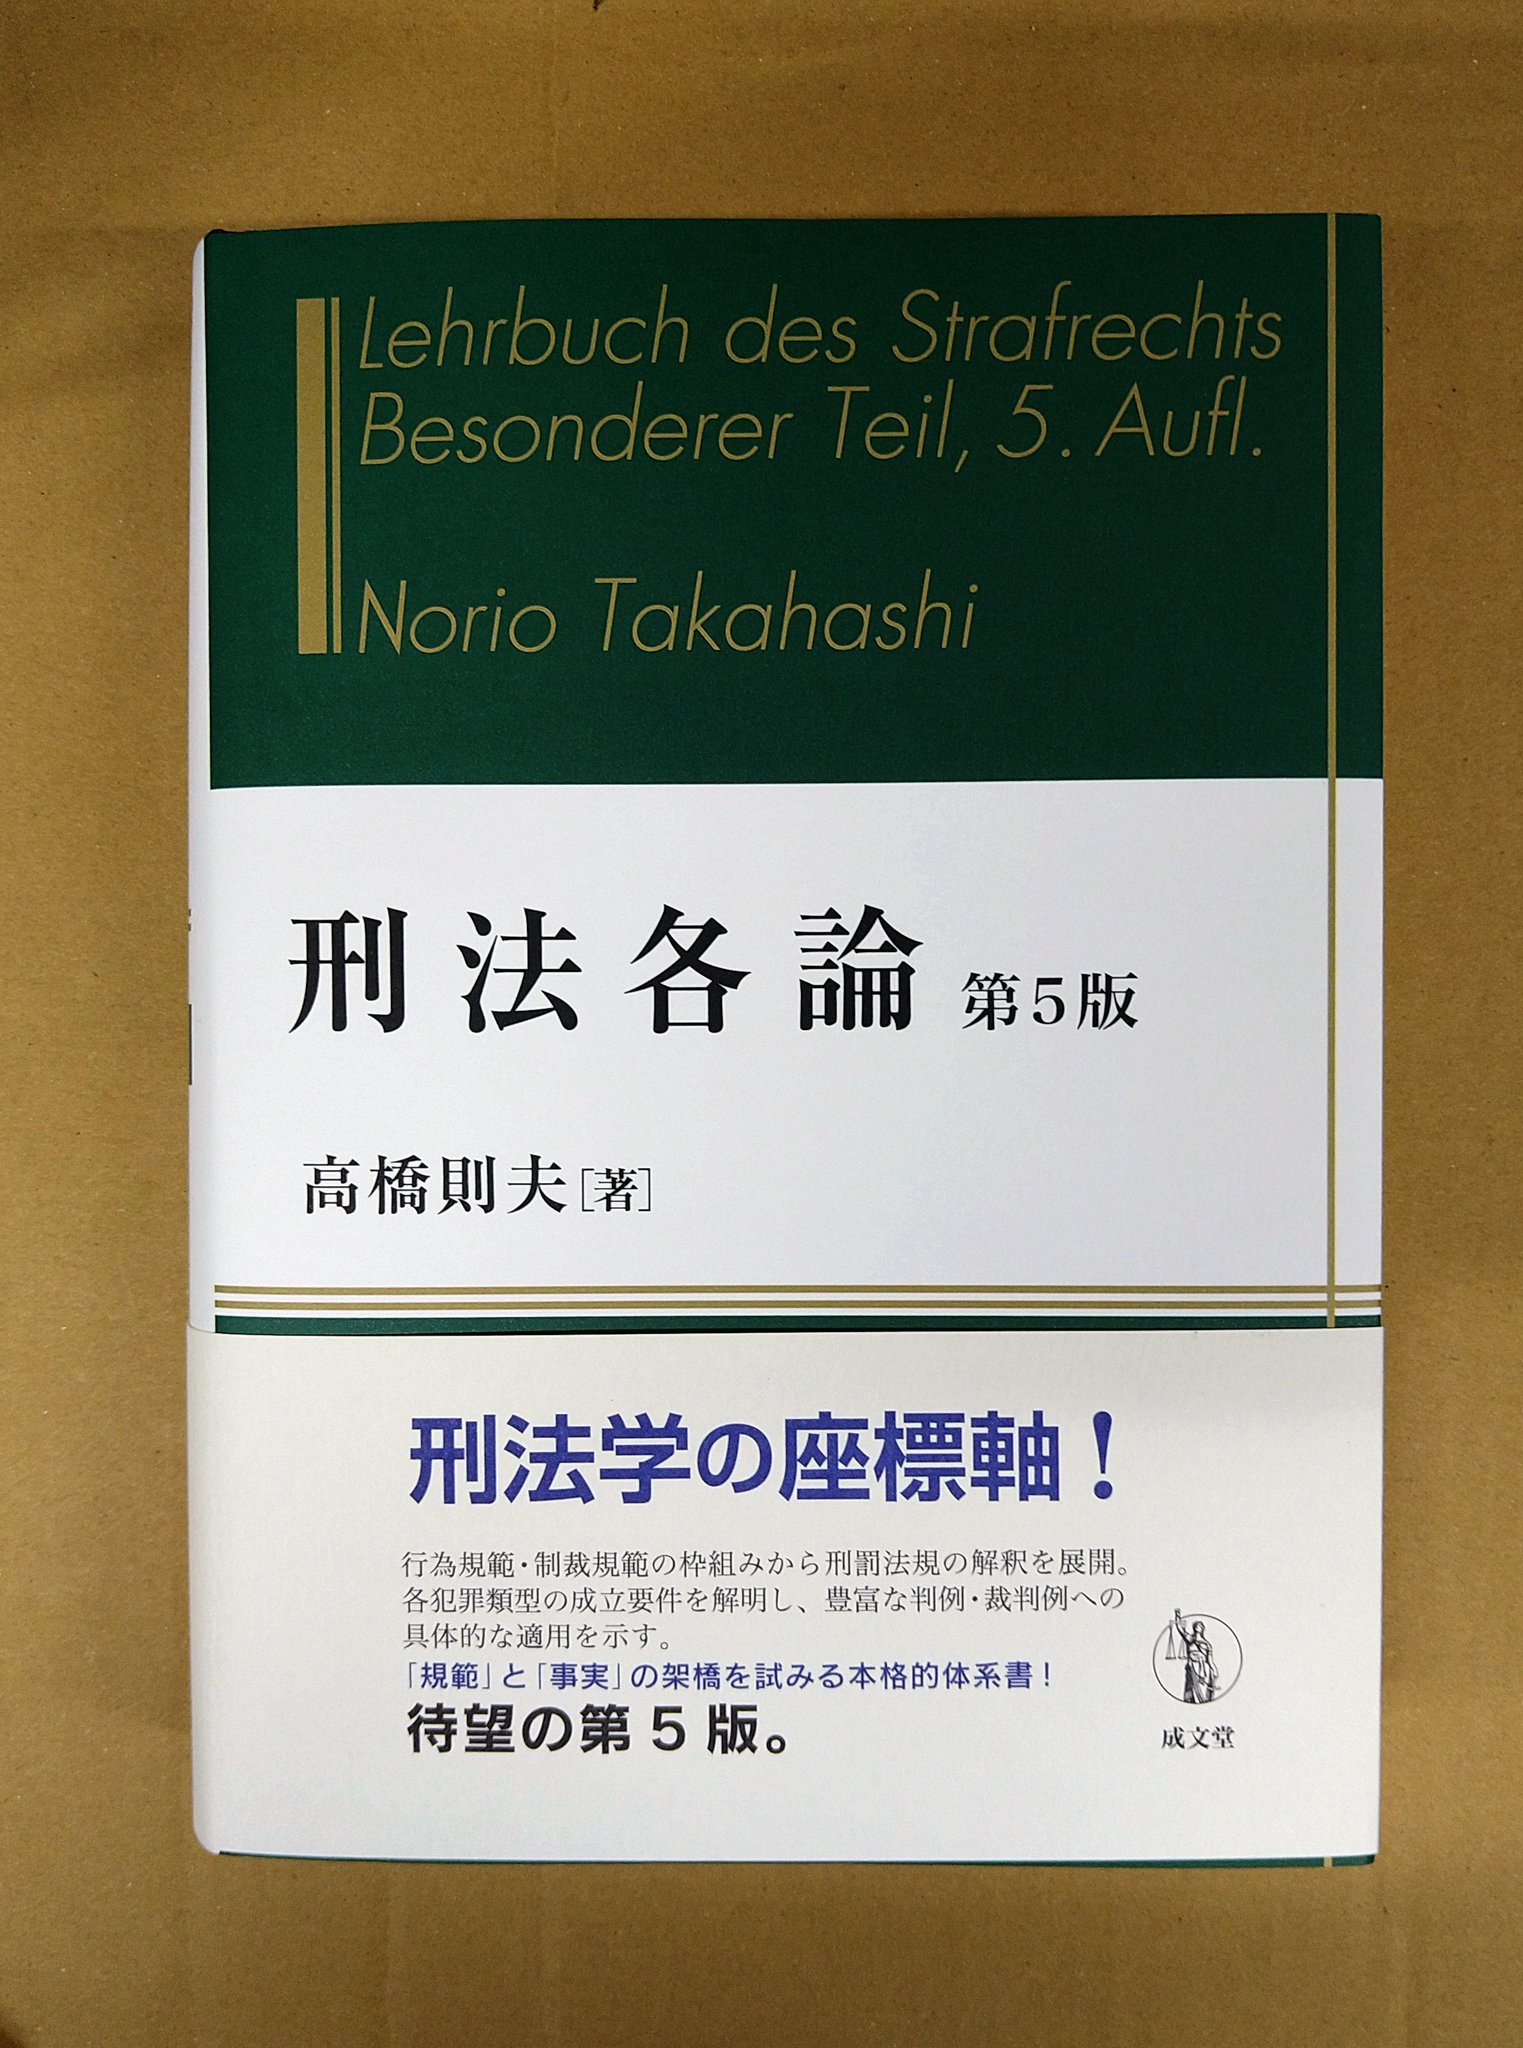 Lehrbuch des Strafrechts
Besonderer Teil, 5. Aufl.
Norio Takahashi
刑法各論 第5版
高橋則夫[著]
刑法学の座標軸！
行為規範・制裁規範の枠組みから刑罰法規の解釈を展開。
各犯罪類型の成立要件を解明し、豊富な判例・裁判例への
具体的な適用を示す。
「規範」と「事実」の架橋を試みる本格的体系書！
待望の第5版。
成文堂